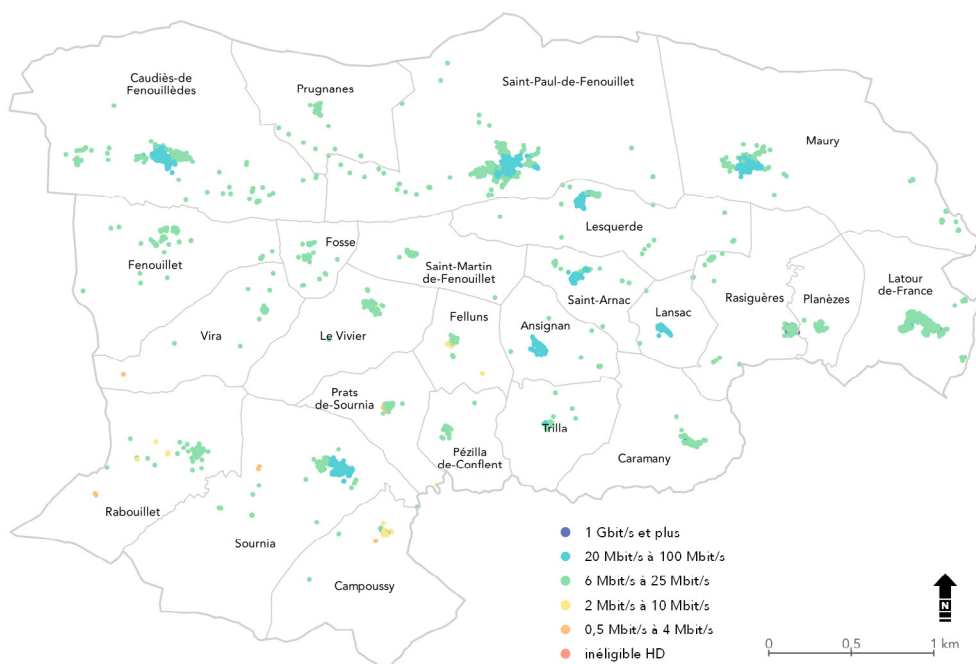 Caudiès-de
Fenouillèdes
Prugnanes
Saint-Paul-de-Fenouillet
Maury
Lesquerde
Fosse
Fenouillet
Saint-Martin
de-Fenouillet
Saint-Arnac
Rasiguères
Planèzes
Latour
de-France
Vira
Le Vivier
Felluns
Ansignan
Lansac
Prats
de-Sournia
Trilla
Pézilla
de-Conflent
Caramany
Rabouillet
Sournia
Campoussy
1 Gbit/s et plus
20 Mbit/s à 100 Mbit/s
6 Mbit/s à 25 Mbit/s
2 Mbit/s à 10 Mbit/s
0,5 Mbit/s à 4 Mbit/s
inéligible HD
N
0 0,5 1 km